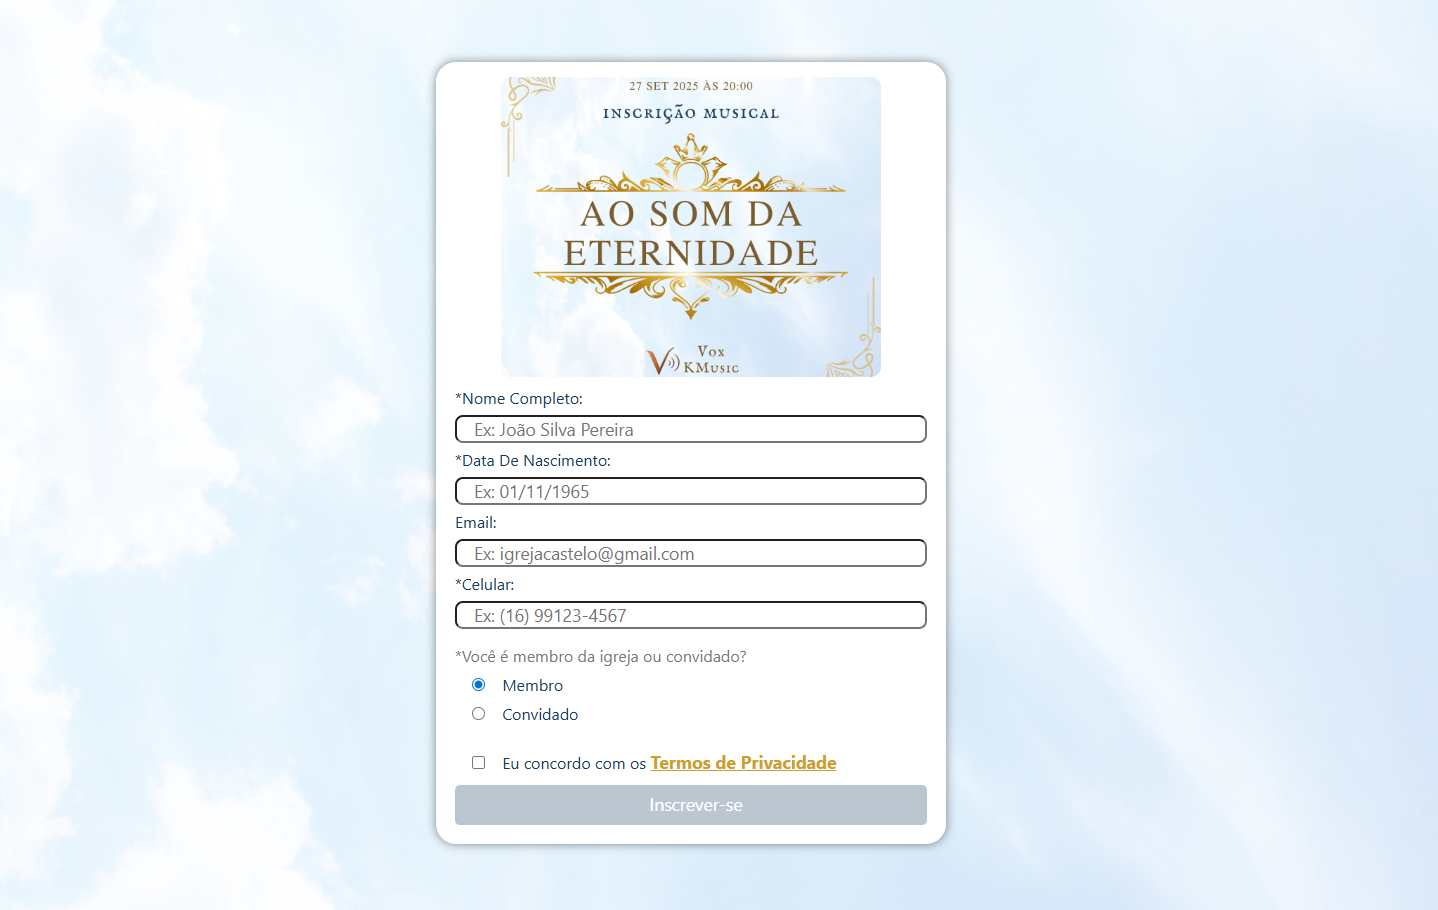 27 SET 2025 ÀS 20:00
INSCRIÇÃO MUSICAL
AO SOM DA
ETERNIDADE
Vox
KMusic
*Nome Completo:
Ex: João Silva Pereira
*Data De Nascimento:
Ex: 01/11/1965
Email:
Ex: igrejacastelo@gmail.com
*Celular:
Ex: (16) 99123-4567
*Você é membro da igreja ou convidado?
Membro
Convidado
Eu concordo com os Termos de Privacidade
Inscrever-se